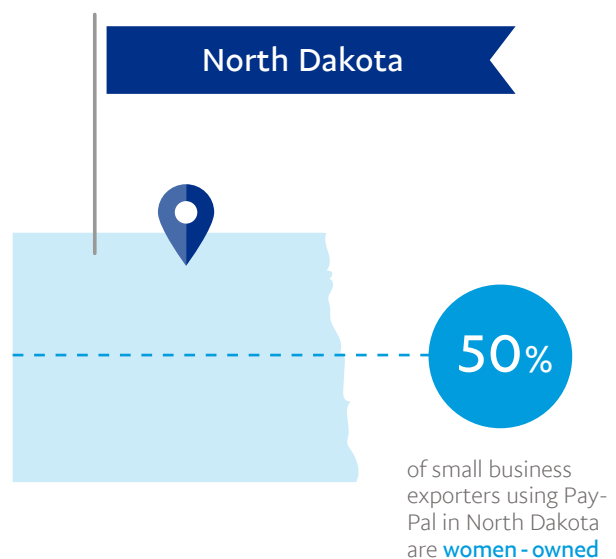 North Dakota
50%
of small business
exporters using Pay-
Pal in North Dakota
are women - owned